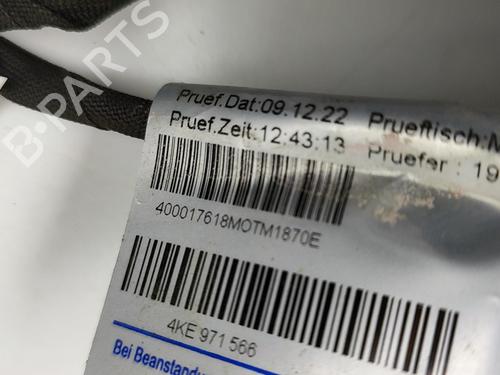 B-PARTS
Pruef.Dat:09.12.22 Prueftisch:M
Pruef.Zeit:12:43:13 Pruefer : 19
400017618MOTM1870E
4KE 971 566
Bei Beanstandu